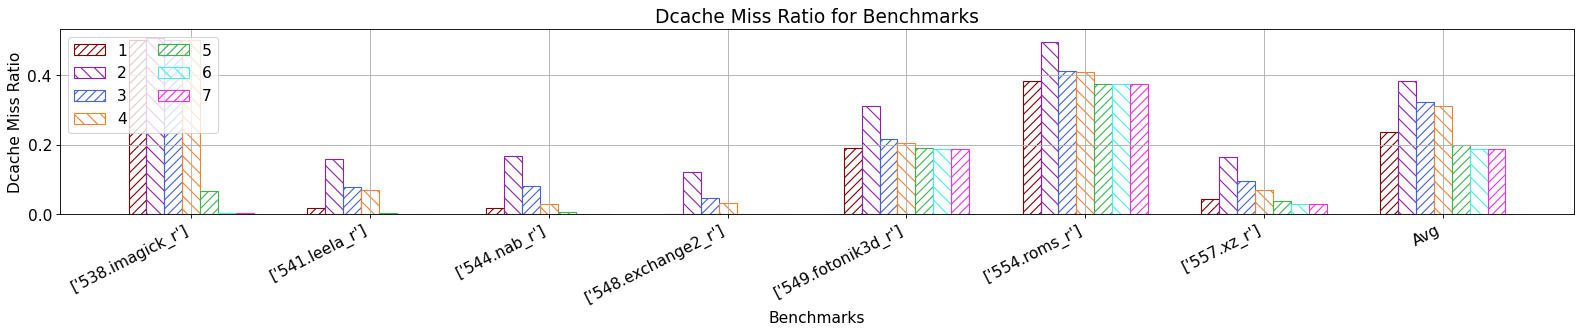 Dcache Miss Ratio for Benchmarks
Dcache Miss Ratio
0.4
0.2
0.0
1 5
2 6
3 7
4
['538.imagick_r']
['541.leela_r']
['544.nab_r']
['548.exchange2_r']
['549.fotonik3d_r']
['554.roms_r']
['557.xz_r']
Avg
Benchmarks